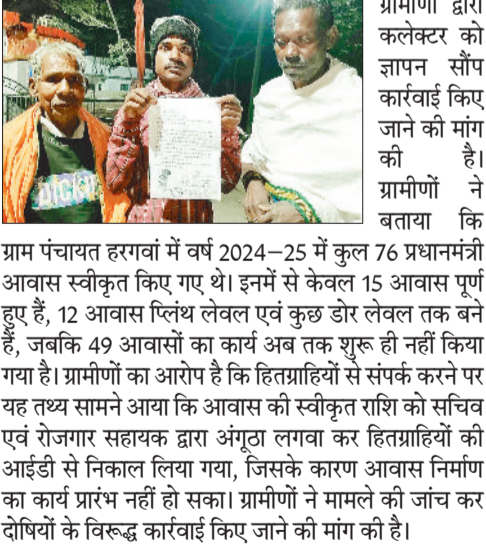 ग्रामीणों द्वारा
कलेक्टर को
ज्ञापन सौंप
कार्रवाई किए
जाने की मांग
की है।
ग्रामीणों ने
बताया कि
ग्राम पंचायत हरगवां में वर्ष 2024–25 में कुल 76 प्रधानमंत्री
आवास स्वीकृत किए गए थे। इनमें से केवल 15 आवास पूर्ण
हुए हैं, 12 आवास प्लिंथ लेवल एवं कुछ डोर लेवल तक बने
हैं, जबकि 49 आवासों का कार्य अब तक शुरू ही नहीं किया
गया है। ग्रामीणों का आरोप है कि हितग्राहियों से संपर्क करने पर
यह तथ्य सामने आया कि आवास की स्वीकृत राशि को सचिव
एवं रोजगार सहायक द्वारा अंगूठा लगवा कर हितग्राहियों की
आईडी से निकाल लिया गया, जिसके कारण आवास निर्माण
का कार्य प्रारंभ नहीं हो सका। ग्रामीणों ने मामले की जांच कर
दोषियों के विरूद्ध कार्रवाई किए जाने की मांग की है।